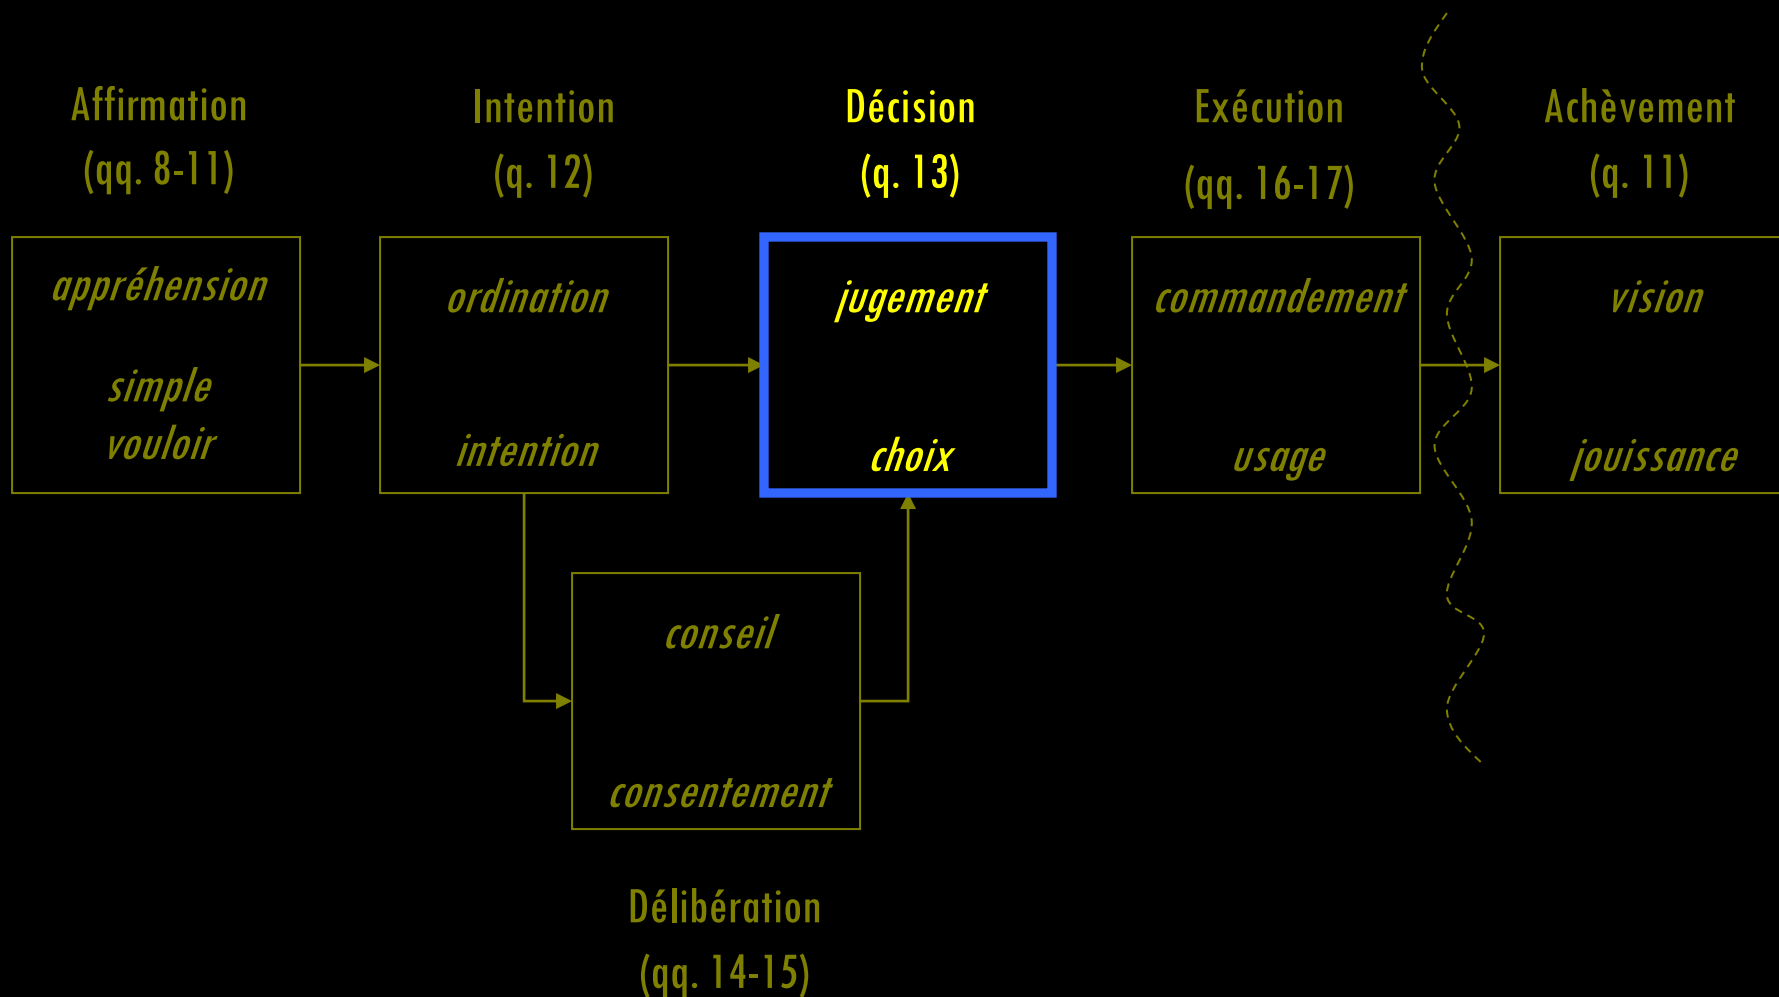 Affirmation
(qq. 8-11)
appréhension
simple
vouloir
Intention
(q. 12)
ordination
intention
Décision
(q. 13)
jugement
choix
Exécution
(qq. 16-17)
commandement
usage
Achèvement
(q. 11)
vision
jouissance
conseil
consentement
Délibération
(qq. 14-15)